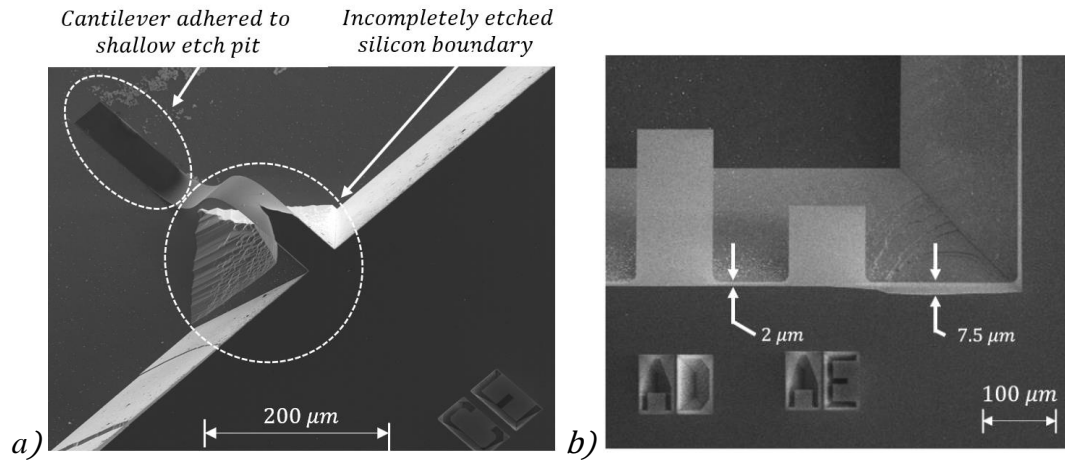 Cantilever adhered to
shallow etch pit
Incompletely etched
silicon boundary
200 μm
CE
a)
2 μm
7.5 μm
AD
AE
100 μm
b)